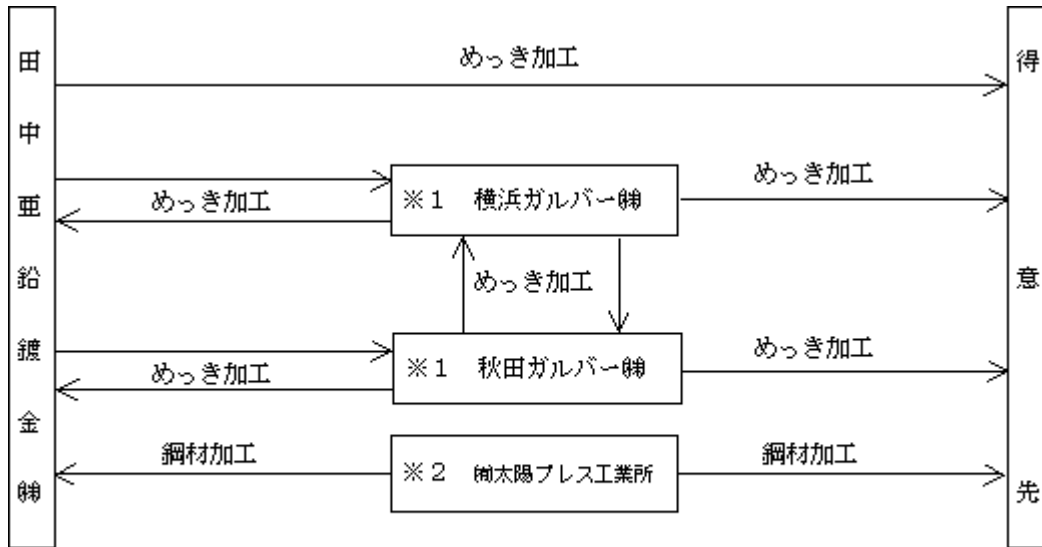 田中亜鉛鍍金㈱
めっき加工
得意先
めっき加工
※1 横浜ガルバー㈱
めっき加工
めっき加工
めっき加工
※1 秋田ガルバー㈱
めっき加工
鋼材加工
※2 ㈲太陽プレス工業所
鋼材加工